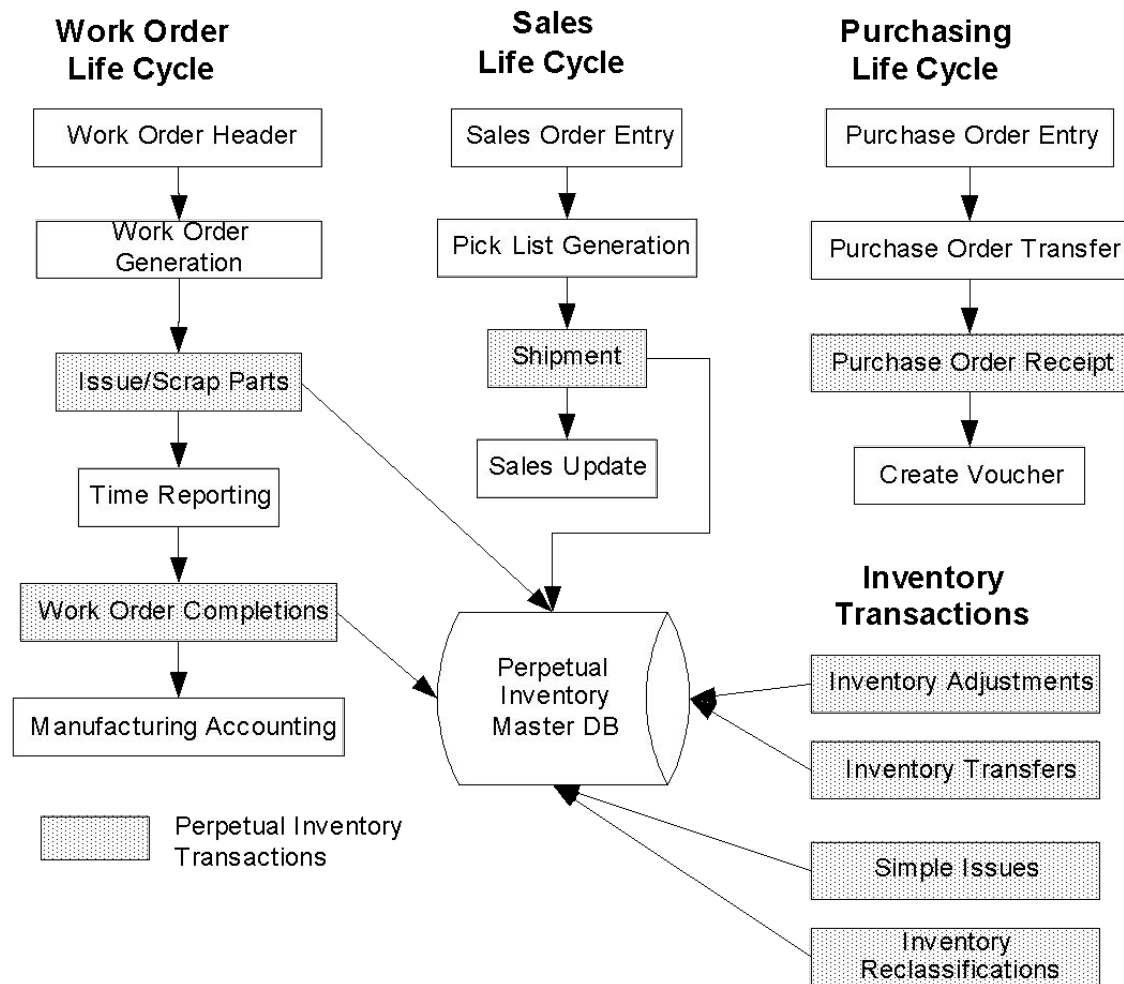 Work Order
Life Cycle
Work Order Header
Work Order
Generation
Issue/Scrap Parts
Time Reporting
Work Order Completions
Manufacturing Accounting
Perpetual Inventory
Transactions
Sales
Life Cycle
Sales Order Entry
Pick List Generation
Shipment
Sales Update
Perpetual
Inventory
Master DB
Purchasing
Life Cycle
Purchase Order Entry
Purchase Order Transfer
Purchase Order Receipt
Create Voucher
Inventory
Transactions
Inventory Adjustments
Inventory Transfers
Simple Issues
Inventory
Reclassifications